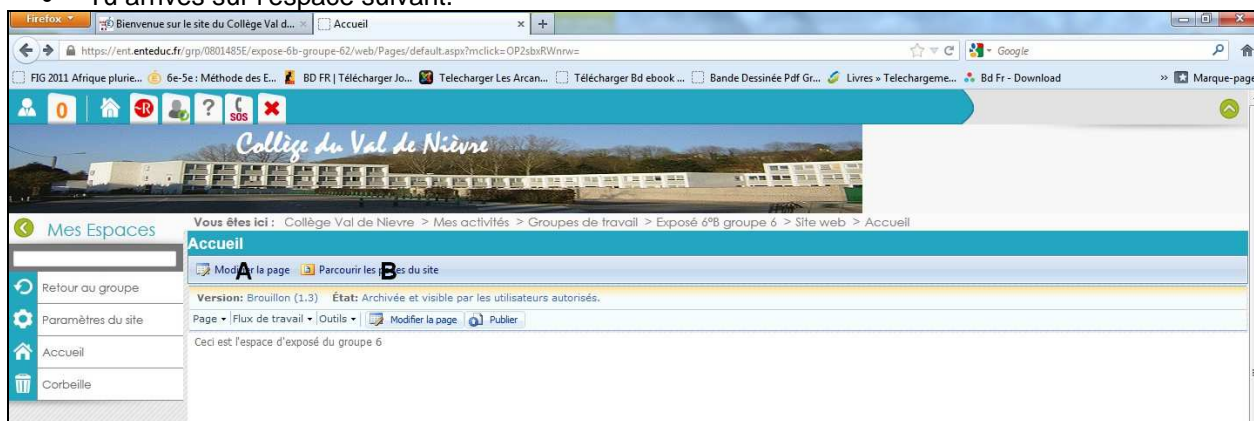 • Tu arrives sur l'espace suivant:
Firefox
Bienvenue sur le site du Collège Val d...
Accueil
https://ent.enteduc.fr/grp/0801485E/expose-6b-groupe-62/web/Pages/default.aspx?mclick=OP2sbxRWnrw=
Google
FIG 2011 Afrique plurie...
6e-5e : Méthode des E...
BD FR | Télécharger Jo...
Telecharger Les Arcan...
Télécharger Bd ebook ...
Bande Dessinée Pdf Gr...
Livres » Telechargeme...
Bd Fr - Download
» Marque-page
0 R ? SOS
Collège du Val de Nièvre
Mes Espaces
Vous êtes ici : Collège Val de Nievre > Mes activités > Groupes de travail > Exposé 6°B groupe 6 > Site web > Accueil
Accueil
Modifier la page
A
Parcourir les pages du site
B
Retour au groupe
Version: Brouillon (1.3) État: Archivée et visible par les utilisateurs autorisés.
Paramètres du site
Page Flux de travail Outils Modifier la page Publier
Accueil
Ceci est l'espace d'exposé du groupe 6
Corbeille